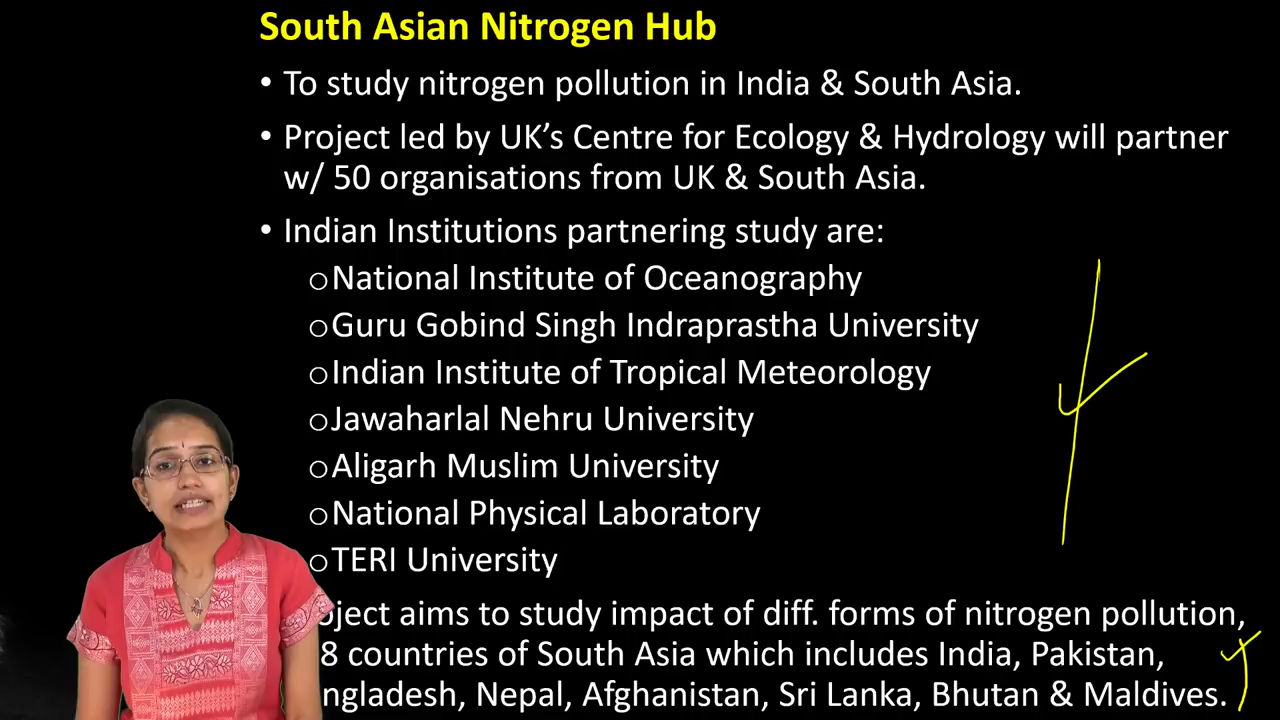 South Asian Nitrogen Hub
• To study nitrogen pollution in India & South Asia.
• Project led by UK’s Centre for Ecology & Hydrology will partner
w/ 50 organisations from UK & South Asia.
• Indian Institutions partnering study are:
o National Institute of Oceanography
o Guru Gobind Singh Indraprastha University
o Indian Institute of Tropical Meteorology
o Jawaharlal Nehru University
o Aligarh Muslim University
o National Physical Laboratory
o TERI University
aims to study impact of diff. forms of nitrogen pollution,
8 countries of South Asia which includes India, Pakistan,
Nepal, Afghanistan, Sri Lanka, Bhutan & Maldives.